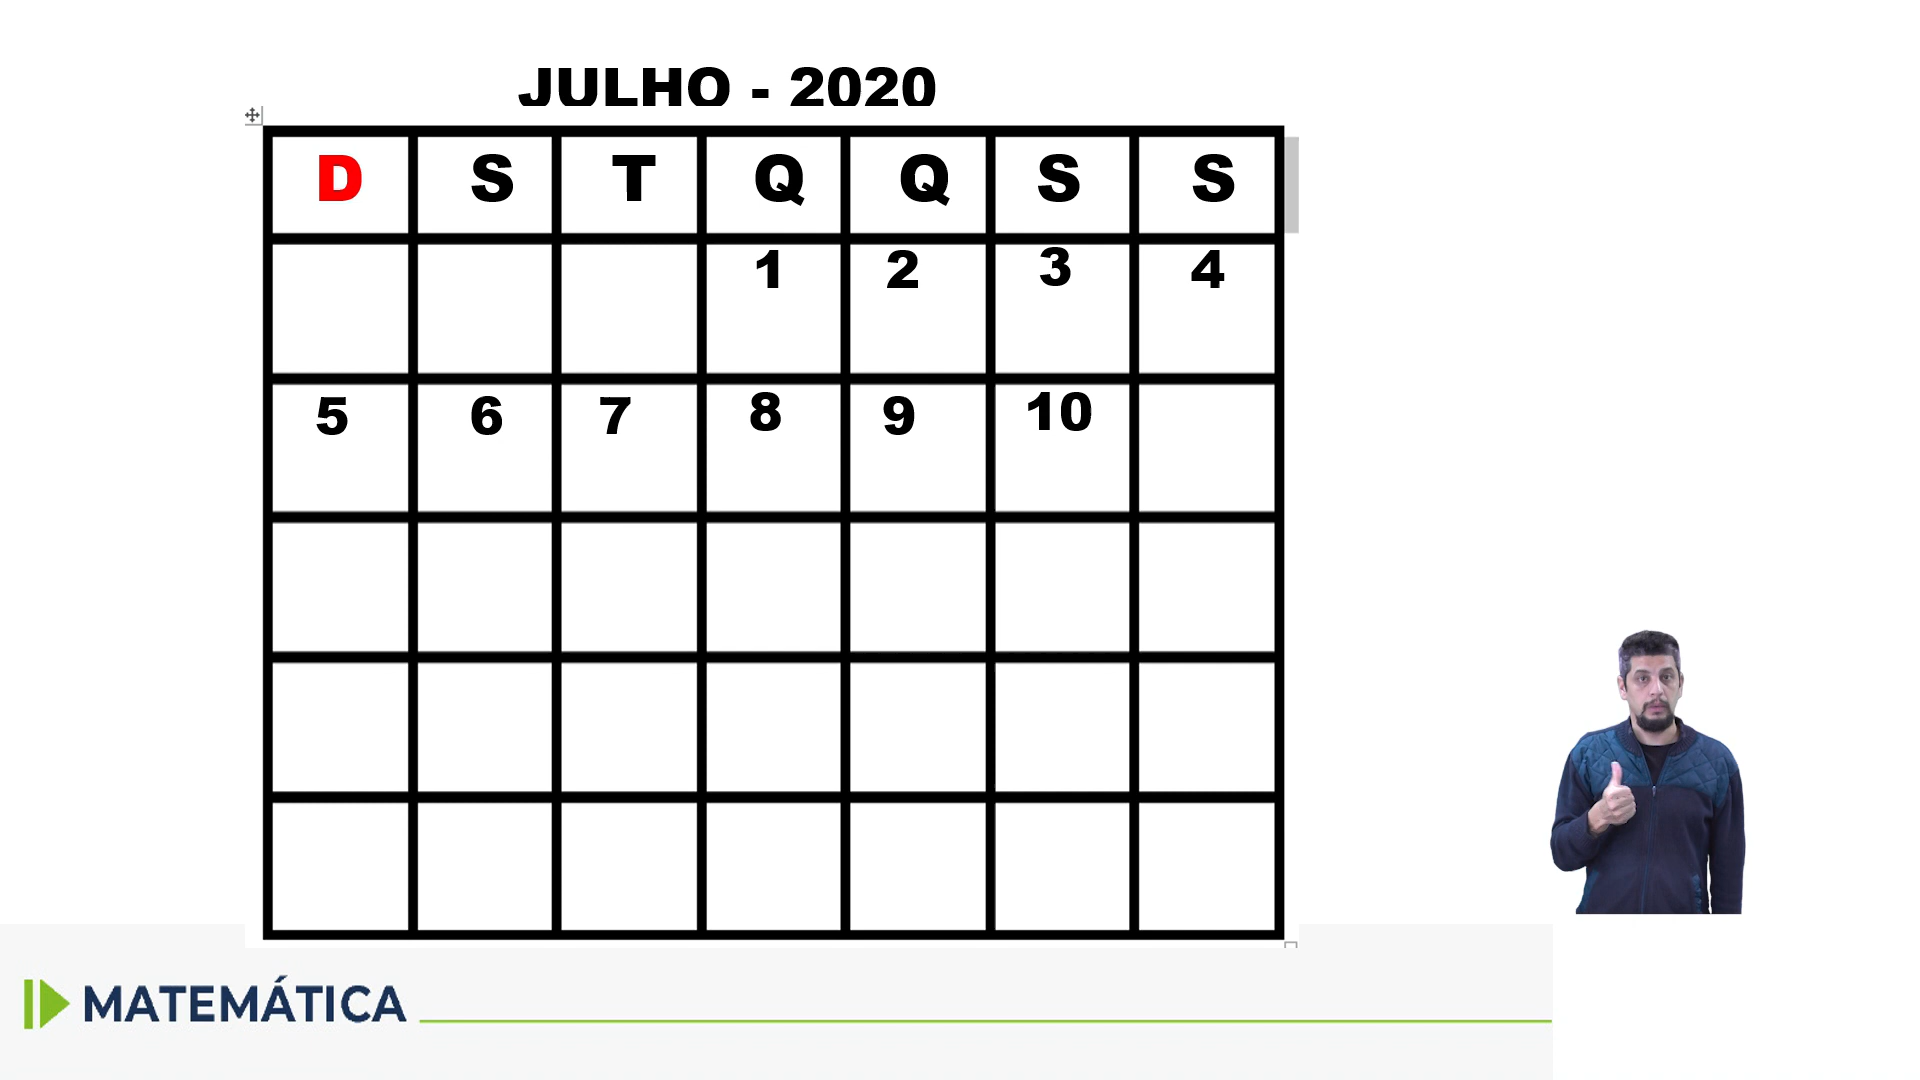 JULHO - 2020
D S T Q Q S S
1 2 3 4
5 6 7 8 9 10
MATEMÁTICA